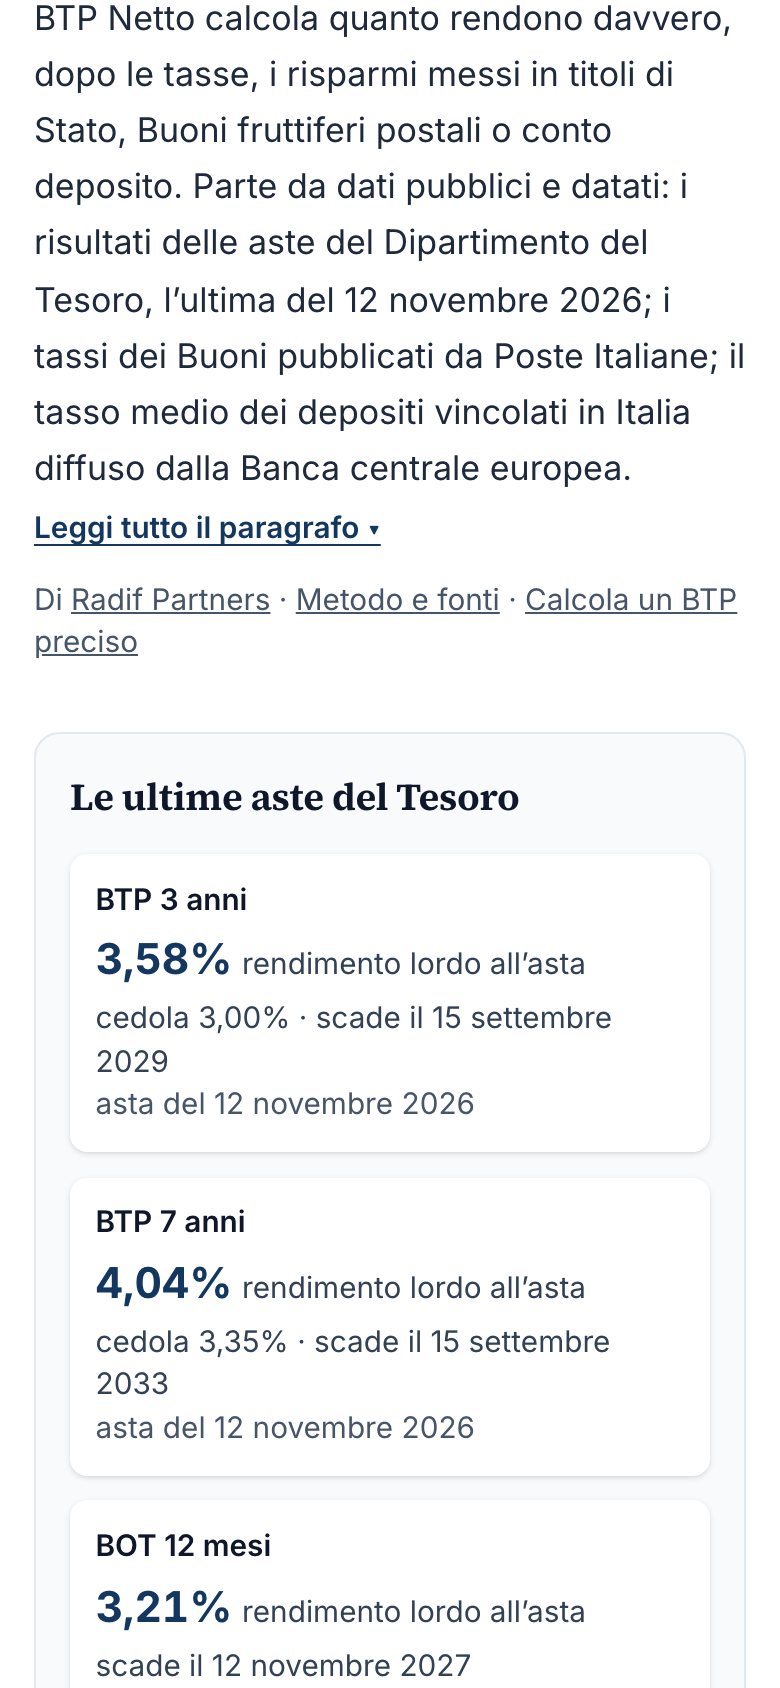 BTP Netto calcola quanto rendono davvero,
dopo le tasse, i risparmi messi in titoli di
Stato, Buoni fruttiferi postali o conto
deposito. Parte da dati pubblici e datati: i
risultati delle aste del Dipartimento del
Tesoro, l’ultima del 12 novembre 2026; i
tassi dei Buoni pubblicati da Poste Italiane; il
tasso medio dei depositi vincolati in Italia
diffuso dalla Banca centrale europea.
Leggi tutto il paragrafo ▾
Di Radif Partners · Metodo e fonti · Calcola un BTP
preciso
Le ultime aste del Tesoro
BTP 3 anni
3,58% rendimento lordo all’asta
cedola 3,00% · scade il 15 settembre
2029
asta del 12 novembre 2026
BTP 7 anni
4,04% rendimento lordo all’asta
cedola 3,35% · scade il 15 settembre
2033
asta del 12 novembre 2026
BOT 12 mesi
3,21% rendimento lordo all’asta
scade il 12 novembre 2027